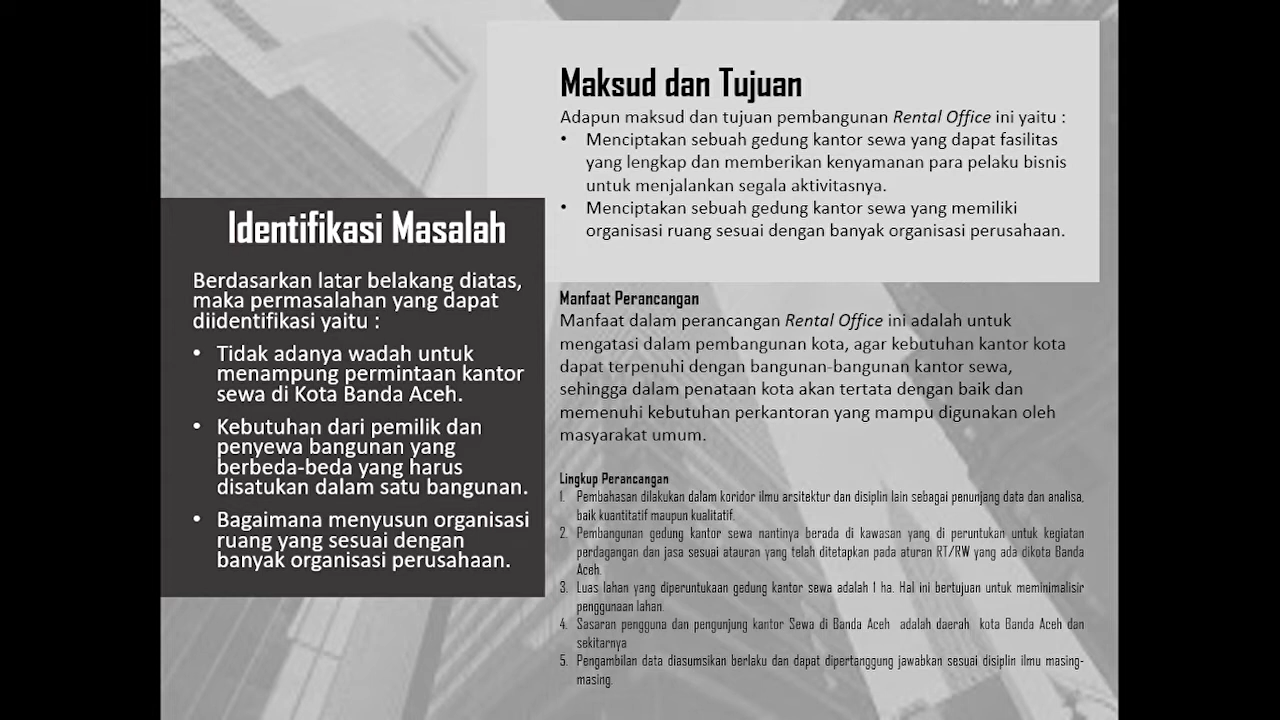 Maksud dan Tujuan
Adapun maksud dan tujuan pembangunan Rental Office ini yaitu :
• Menciptakan sebuah gedung kantor sewa yang dapat fasilitas
yang lengkap dan memberikan kenyamanan para pelaku bisnis
untuk menjalankan segala aktivitasnya.
• Menciptakan sebuah gedung kantor sewa yang memiliki
organisasi ruang sesuai dengan banyak organisasi perusahaan.
Identifikasi Masalah
Berdasarkan latar belakang diatas,
maka permasalahan yang dapat
diidentifikasi yaitu :
• Tidak adanya wadah untuk
menampung permintaan kantor
sewa di Kota Banda Aceh.
• Kebutuhan dari pemilik dan
penyewa bangunan yang
berbeda-beda yang harus
disatukan dalam satu bangunan.
• Bagaimana menyusun organisasi
ruang yang sesuai dengan
banyak organisasi perusahaan.
Manfaat Perancangan
Manfaat dalam perancangan Rental Office ini adalah untuk
mengatasi dalam pembangunan kota, agar kebutuhan kantor kota
dapat terpenuhi dengan bangunan-bangunan kantor sewa,
sehingga dalam penataan kota akan tertata dengan baik dan
memenuhi kebutuhan perkantoran yang mampu digunakan oleh
masyarakat umum.
Lingkup Perancangan
1. Pembahasan dilakukan dalam koridor ilmu arsitektur dan disiplin lain sebagai penunjang data dan analisa,
baik kuantitatif maupun kualitatif.
2. Pembangunan gedung kantor sewa nantinya berada di kawasan yang di peruntukan untuk kegiatan
perdagangan dan jasa sesuai atauran yang telah ditetapkan pada aturan RT/RW yang ada dikota Banda
Aceh.
3. Luas lahan yang diperuntukaan gedung kantor sewa adalah 1 ha. Hal ini bertujuan untuk meminimalisir
penggunaan lahan.
4. Sasaran pengguna dan pengunjung kantor Sewa di Banda Aceh adalah daerah kota Banda Aceh dan
sekitarnya
5. Pengambilan data diasumsikan berlaku dan dapat dipertanggung jawabkan sesuai disiplin ilmu masing-
masing.